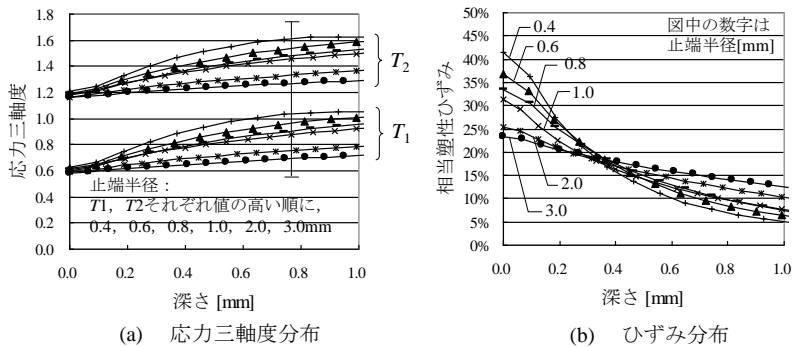 1.8
1.6
1.4
1.2
1.0
0.8
0.6
0.4
0.2
0.0
応力三軸度
T2
T1
止端半径：
T1，T2それぞれ値の高い順に，
0.4，0.6，0.8，1.0，2.0，3.0mm
0.0 0.2 0.4 0.6 0.8 1.0
深さ [mm]
(a) 応力三軸度分布
50%
45%
40%
35%
30%
25%
20%
15%
10%
5%
0%
相当塑性ひずみ
図中の数字は
止端半径[mm]
0.4
0.6
0.8
1.0
2.0
3.0
0.0 0.2 0.4 0.6 0.8 1.0
深さ [mm]
(b) ひずみ分布